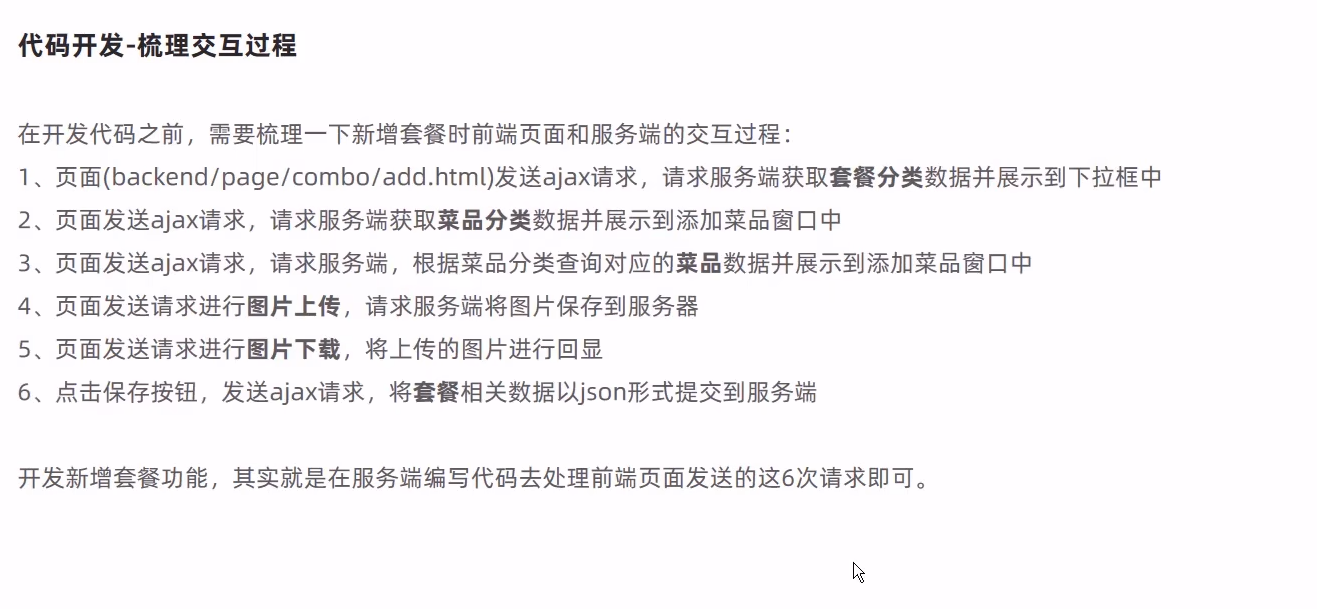 代码开发-梳理交互过程
在开发代码之前，需要梳理一下新增套餐时前端页面和服务端的交互过程：
1、页面(backend/page/combo/add.html)发送ajax请求，请求服务端获取套餐分类数据并展示到下拉框中
2、页面发送ajax请求，请求服务端获取菜品分类数据并展示到添加菜品窗口中
3、页面发送ajax请求，请求服务端，根据菜品分类查询对应的菜品数据并展示到添加菜品窗口中
4、页面发送请求进行图片上传，请求服务端将图片保存到服务器
5、页面发送请求进行图片下载，将上传的图片进行回显
6、点击保存按钮，发送ajax请求，将套餐相关数据以json形式提交到服务端
开发新增套餐功能，其实就是在服务端编写代码去处理前端页面发送的这6次请求即可。